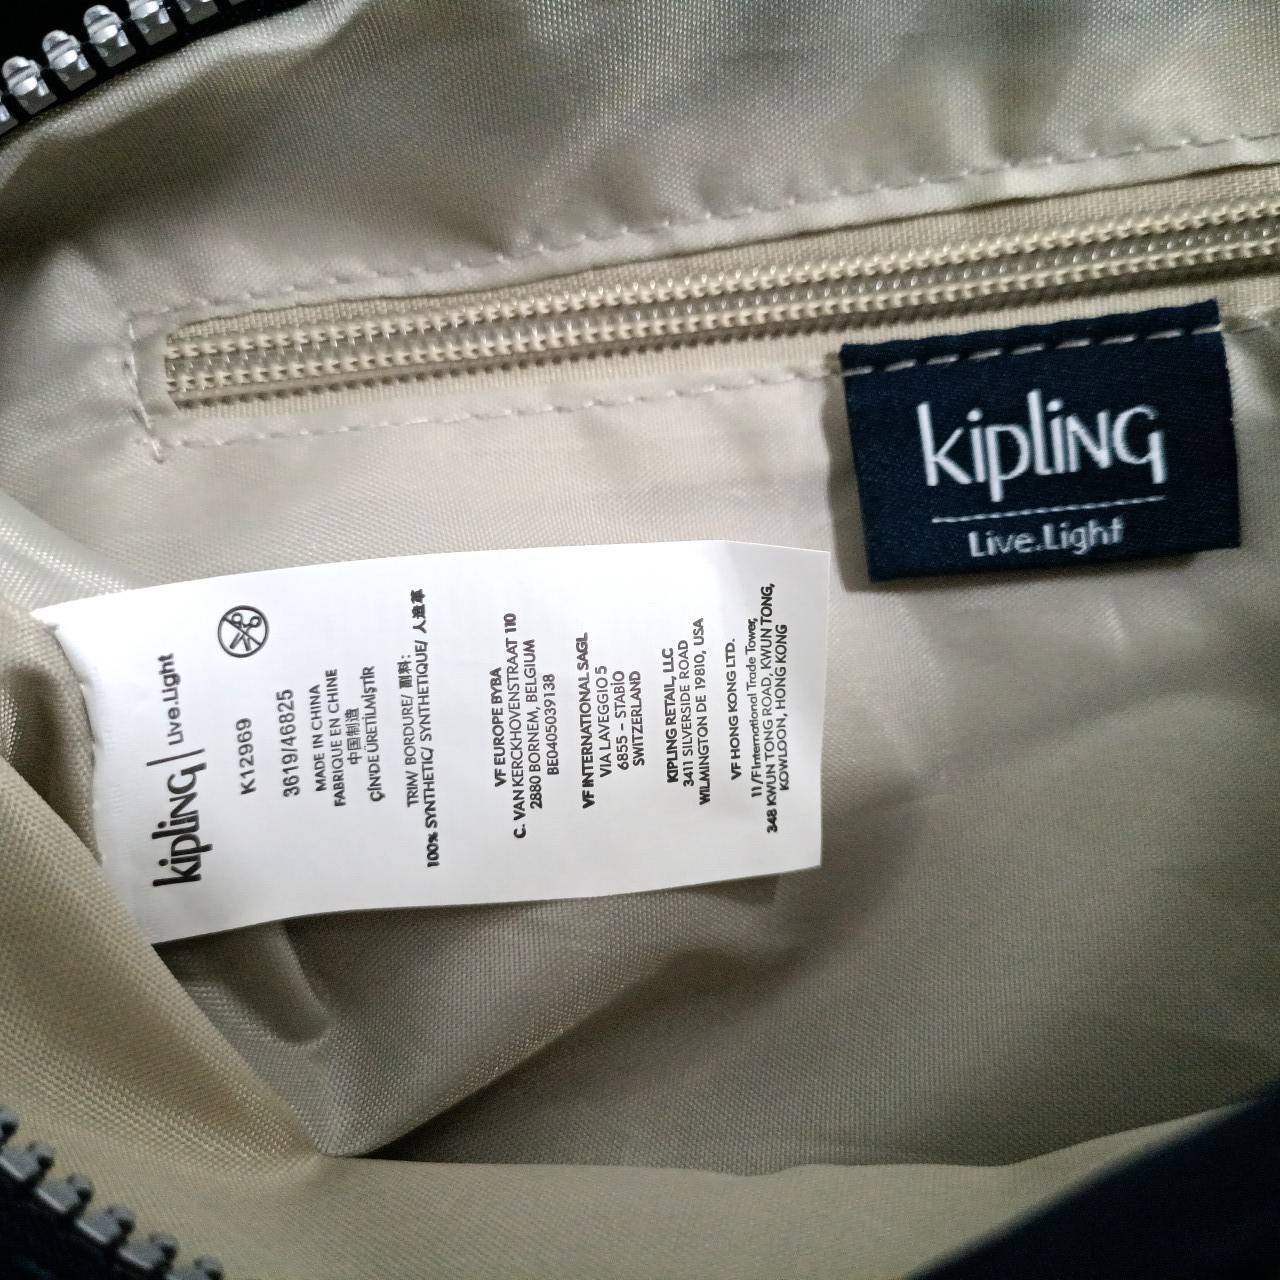 kipling
Live.Light
kipling | Live.Light
K12969
3619/46825
MADE IN CHINA
FABRIQUE EN CHINE
中国制造
ÇİN'DE ÜRETİLMİŞTİR
TRIM/ BORDURE/ 副料:
100% SYNTHETIC/ SYNTHETIQUE/ 人造革
VF EUROPE BVBA
C. VAN KERCKHOVENSTRAAT 110
2880 BORNEM, BELGIUM
BE0405039138
VF INTERNATIONAL SAGL
VIA LAVEGGIO 5
6855 – STABIO
SWITZERLAND
KIPLING RETAIL, LLC
3411 SILVERSIDE ROAD
WILMINGTON DE 19810, USA
VF HONG KONG LTD.
11/F International Trade Tower,
348 KWUN TONG ROAD, KWUN TONG,
KOWLOON, HONG KONG